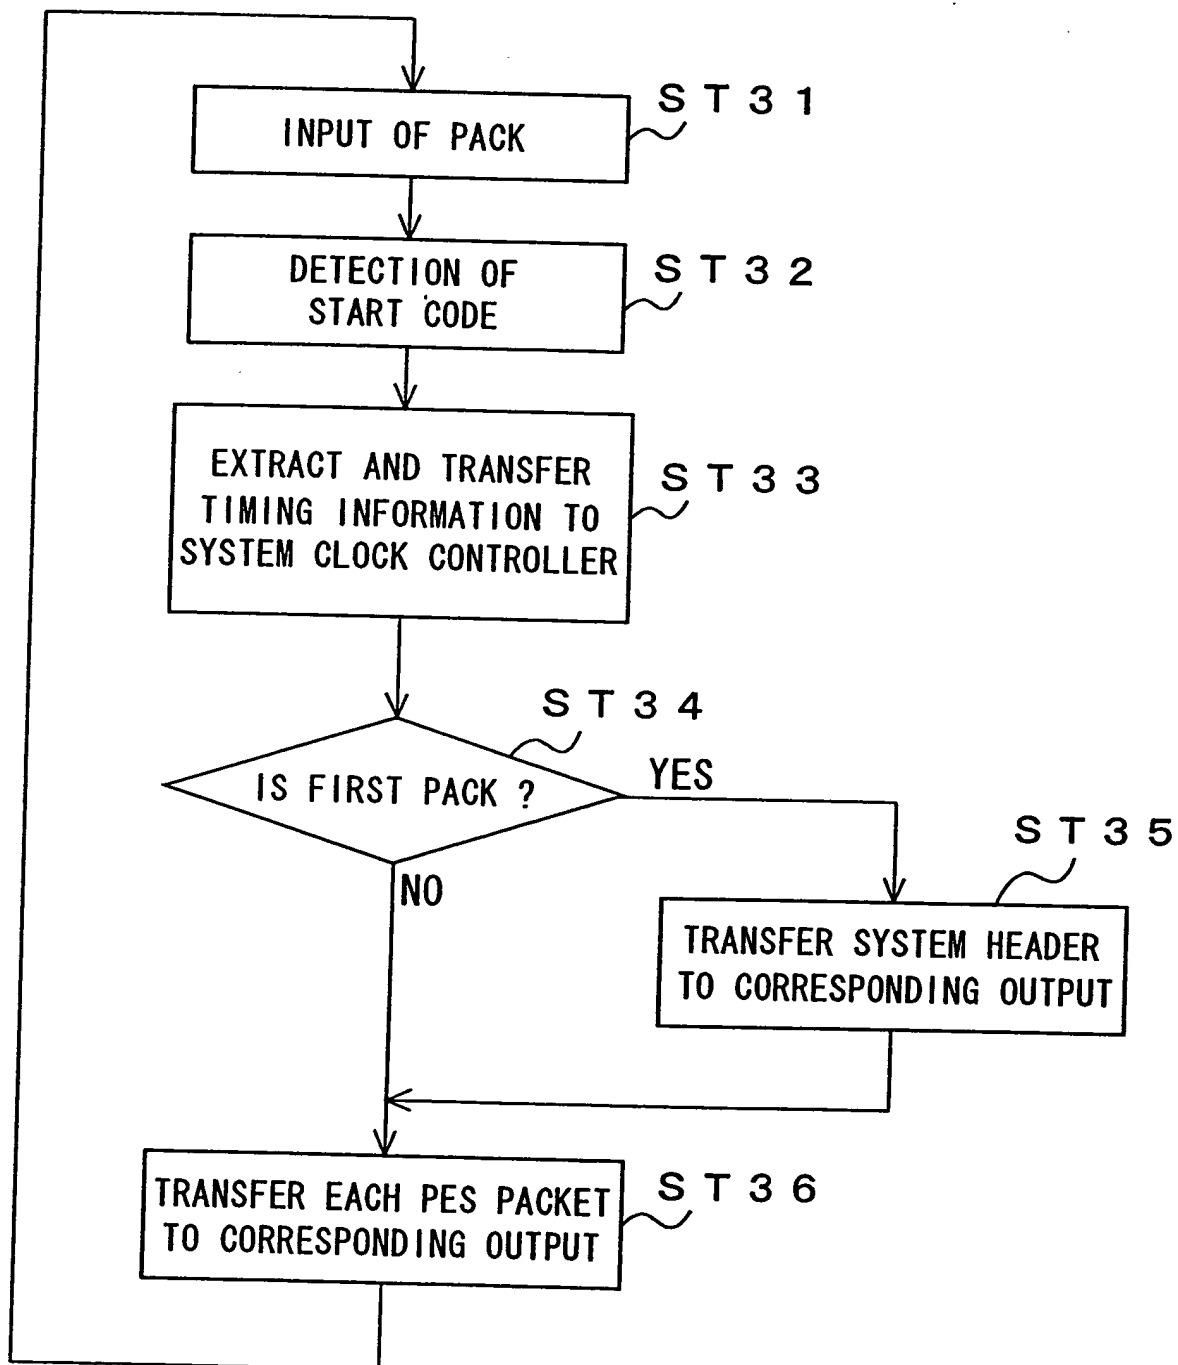 ST31
INPUT OF PACK
ST32
DETECTION OF
START CODE
EXTRACT AND TRANSFER
TIMING INFORMATION TO
SYSTEM CLOCK CONTROLLER
ST33
ST34
IS FIRST PACK ?
YES
NO
ST35
TRANSFER SYSTEM HEADER
TO CORRESPONDING OUTPUT
TRANSFER EACH PES PACKET
TO CORRESPONDING OUTPUT
ST36